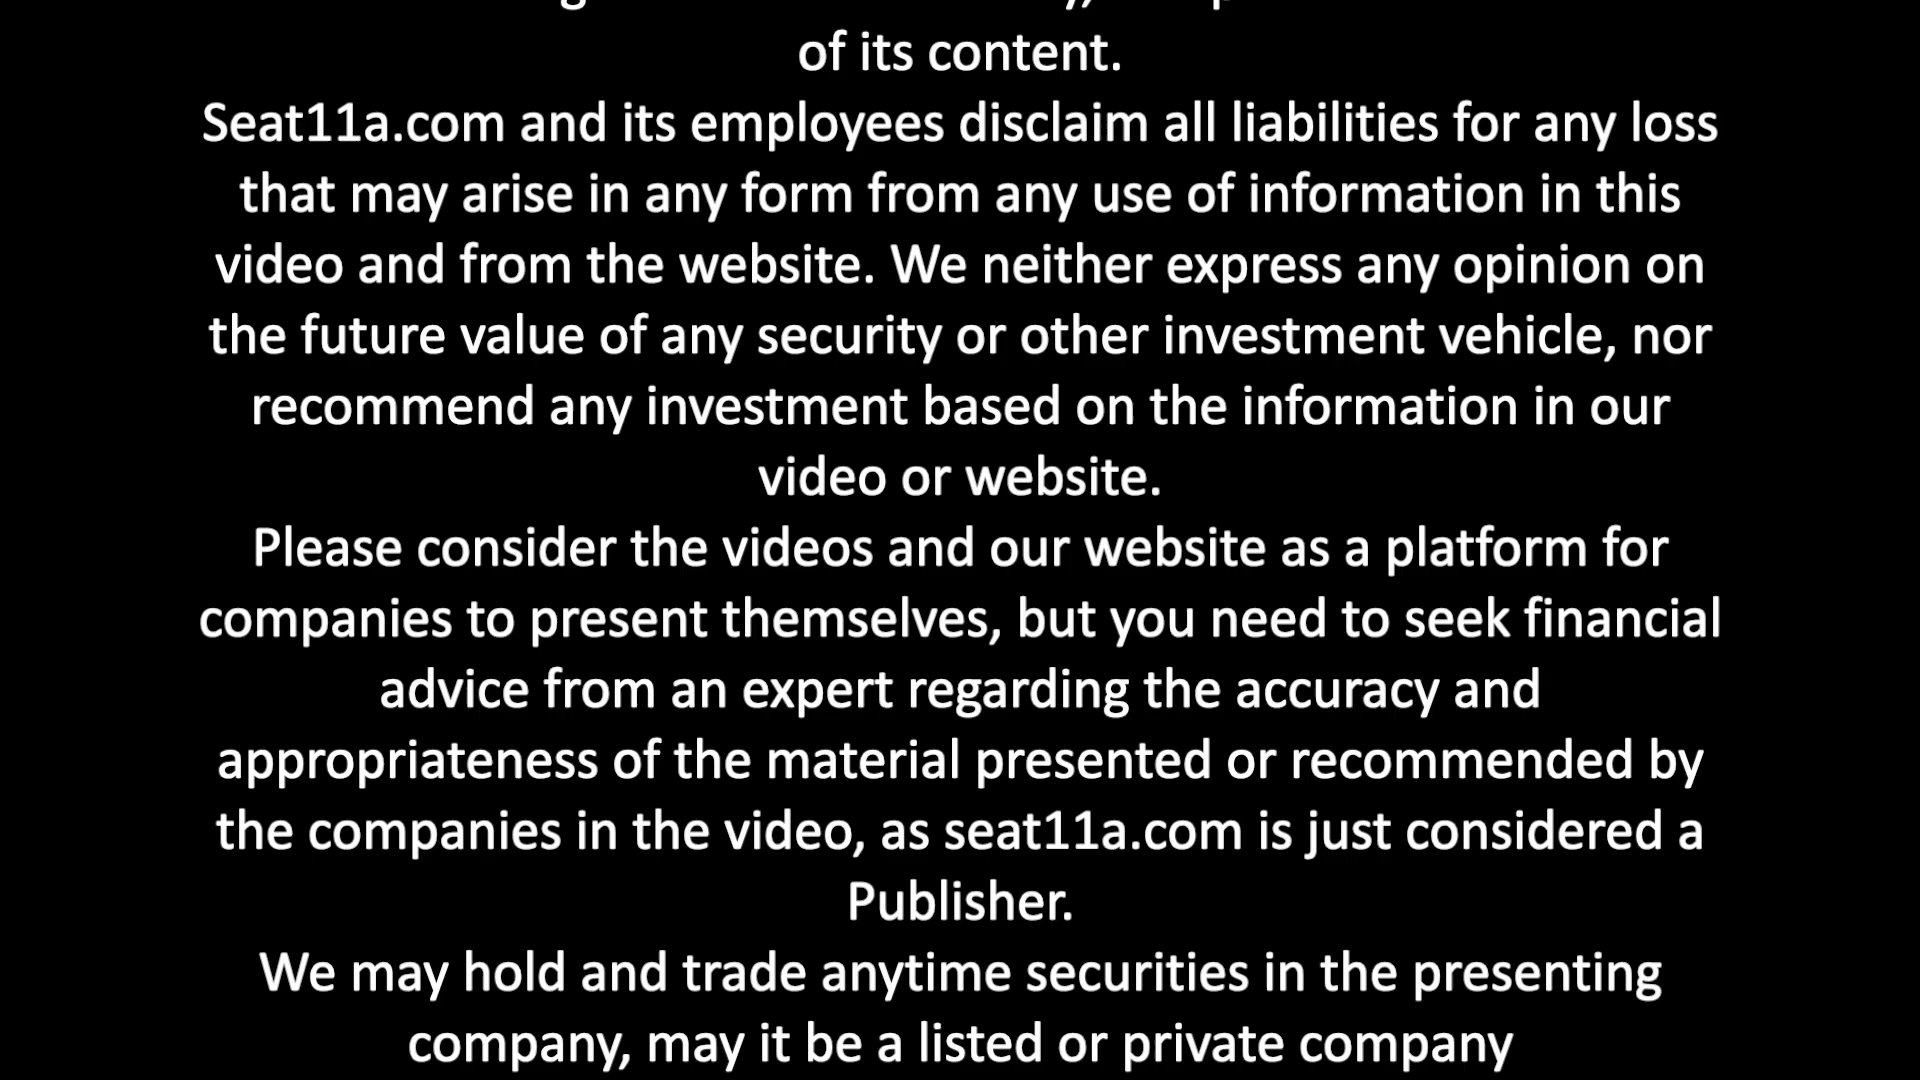 of its content.
Seat11a.com and its employees disclaim all liabilities for any loss
that may arise in any form from any use of information in this
video and from the website. We neither express any opinion on
the future value of any security or other investment vehicle, nor
recommend any investment based on the information in our
video or website.
Please consider the videos and our website as a platform for
companies to present themselves, but you need to seek financial
advice from an expert regarding the accuracy and
appropriateness of the material presented or recommended by
the companies in the video, as seat11a.com is just considered a
Publisher.
We may hold and trade anytime securities in the presenting
company, may it be a listed or private company